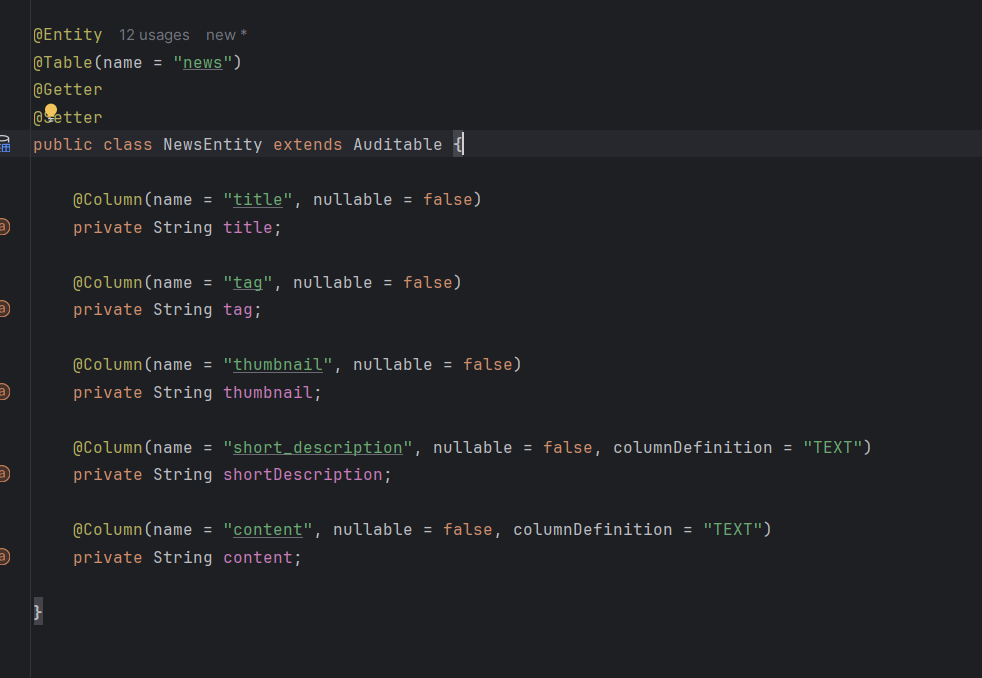 @Entity 12 usages new *
@Table(name = "news")
@Getter
@Setter
public class NewsEntity extends Auditable {
@Column(name = "title", nullable = false)
private String title;
@Column(name = "tag", nullable = false)
private String tag;
@Column(name = "thumbnail", nullable = false)
private String thumbnail;
@Column(name = "short_description", nullable = false, columnDefinition = "TEXT")
private String shortDescription;
@Column(name = "content", nullable = false, columnDefinition = "TEXT")
private String content;
}